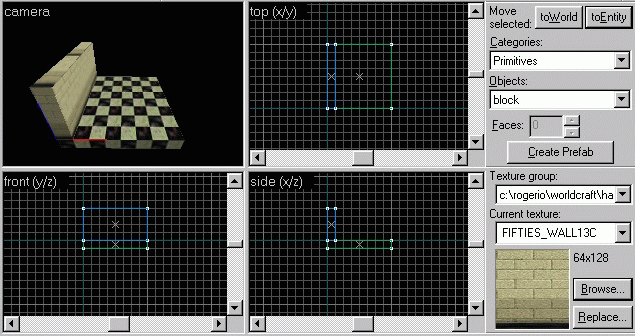 camera
top (x/y)
Move selected:
toWorld
toEntity
Categories:
Primitives
Objects:
block
Faces:
0
Create Prefab
front (y/z)
side (x/z)
Texture group:
c:\rogerio\worldcraft\ha
Current texture:
FIFTIES_WALL13C
64x128
Browse...
Replace...